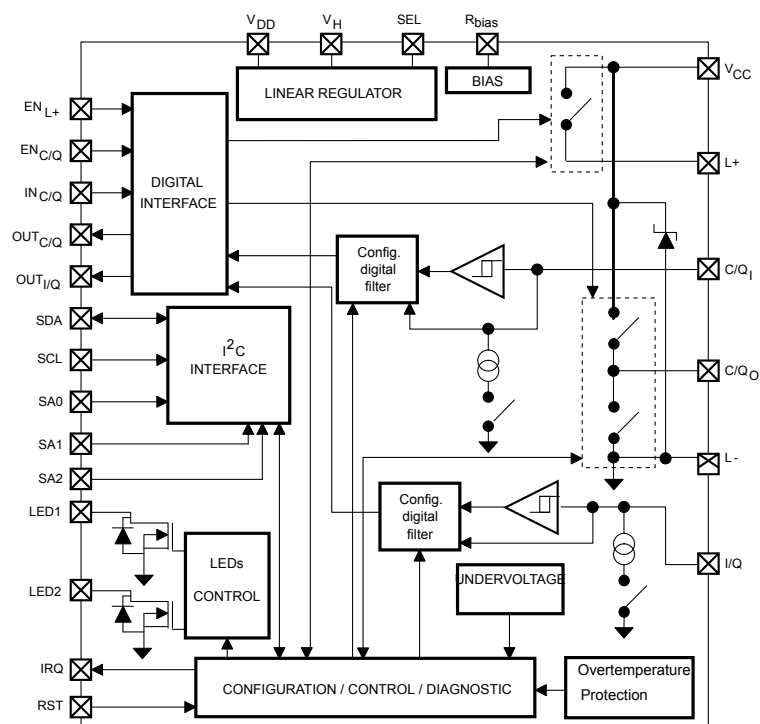 VDD
VH
SEL
Rbias
LINEAR REGULATOR
BIAS
VCC
ENL+
ENC/Q
INC/Q
OUTC/Q
OUTI/Q
DIGITAL
INTERFACE
L+
Config.
digital
filter
C/QI
SDA
SCL
SA0
SA1
SA2
I2C
INTERFACE
C/QO
L-
LED1
LED2
LEDs
CONTROL
Config.
digital
filter
UNDERVOLTAGE
I/Q
IRQ
RST
CONFIGURATION / CONTROL / DIAGNOSTIC
Overtemperature
Protection